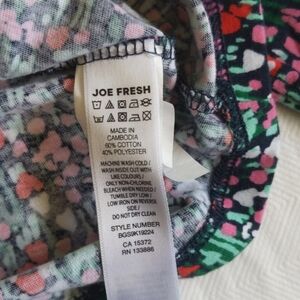 JOE FRESH
MADE IN
CAMBODIA
60% COTTON
40% POLYESTER
MACHINE WASH COLD /
WASH INSIDE OUT WITH
LIKE COLOURS /
ONLY NON-CHLORINE
BLEACH WHEN NEEDED /
TUMBLE DRY LOW /
LOW IRON ON REVERSE
SIDE /
DO NOT DRY CLEAN
STYLE NUMBER
BGS9K19224
CA 15372
RN 133886